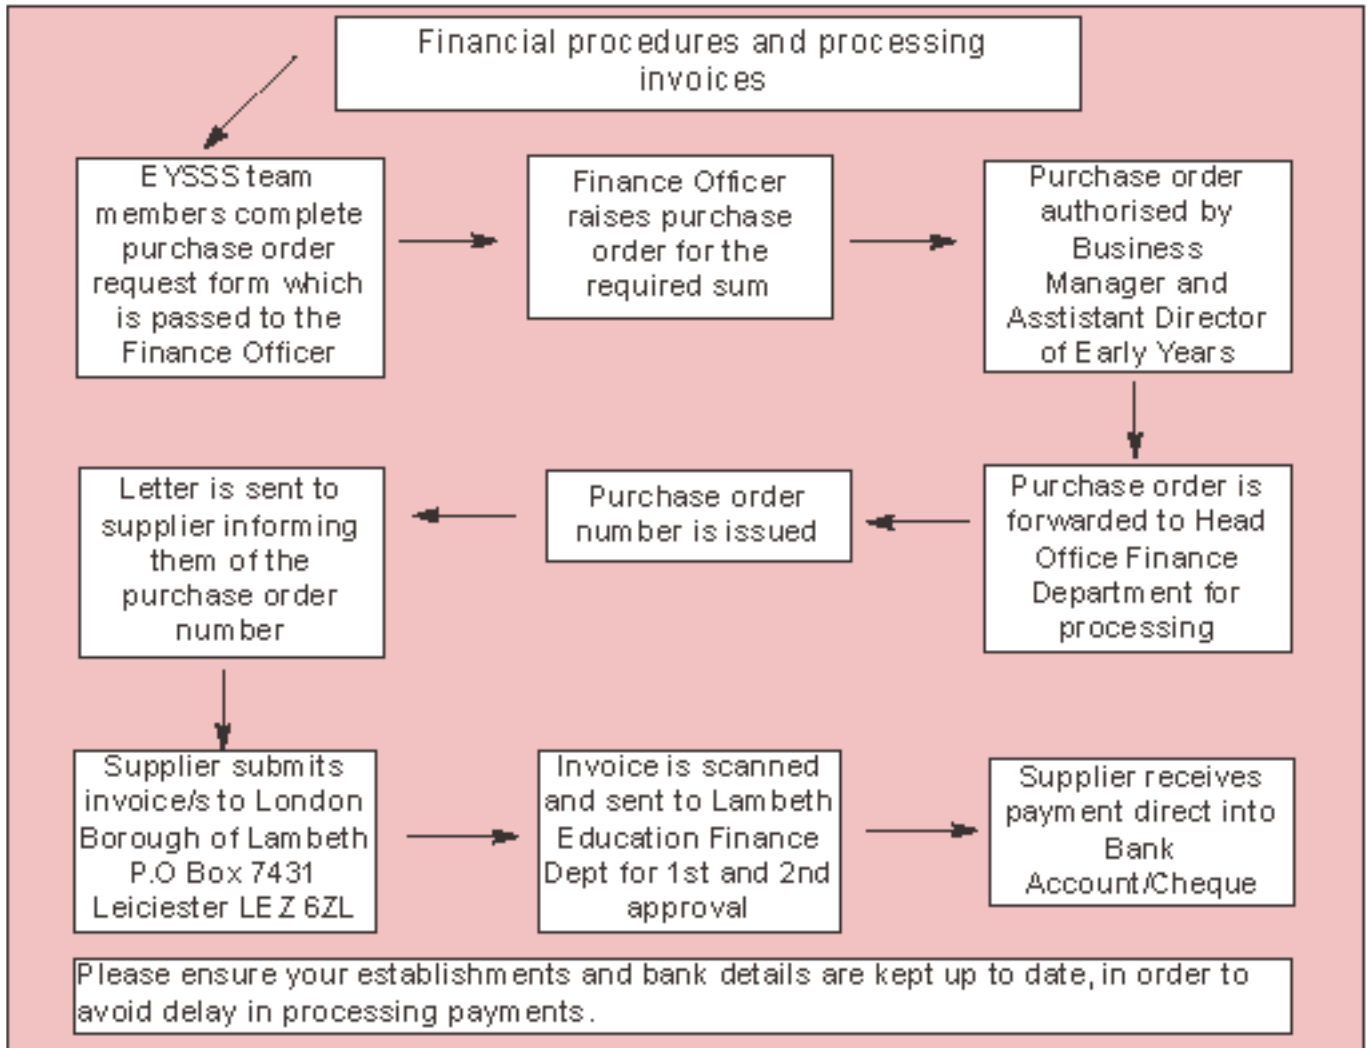 Financial procedures and processing
invoices
EYSSS team
members complete
purchase order
request form which
is passed to the
Finance Officer
Finance Officer
raises purchase
order for the
required sum
Purchase order
authorised by
Business
Manager and
Asstistant Director
of Early Years
Purchase order is
forwarded to Head
Office Finance
Department for
processing
Purchase order
number is issued
Letter is sent to
supplier informing
them of the
purchase order
number
Supplier submits
invoice/s to London
Borough of Lambeth
P.O Box 7431
Leiciester LEZ 6ZL
Invoice is scanned
and sent to Lambeth
Education Finance
Dept for 1st and 2nd
approval
Supplier receives
payment direct into
Bank
Account/Cheque
Please ensure your establishments and bank details are kept up to date, in order to
avoid delay in processing payments.